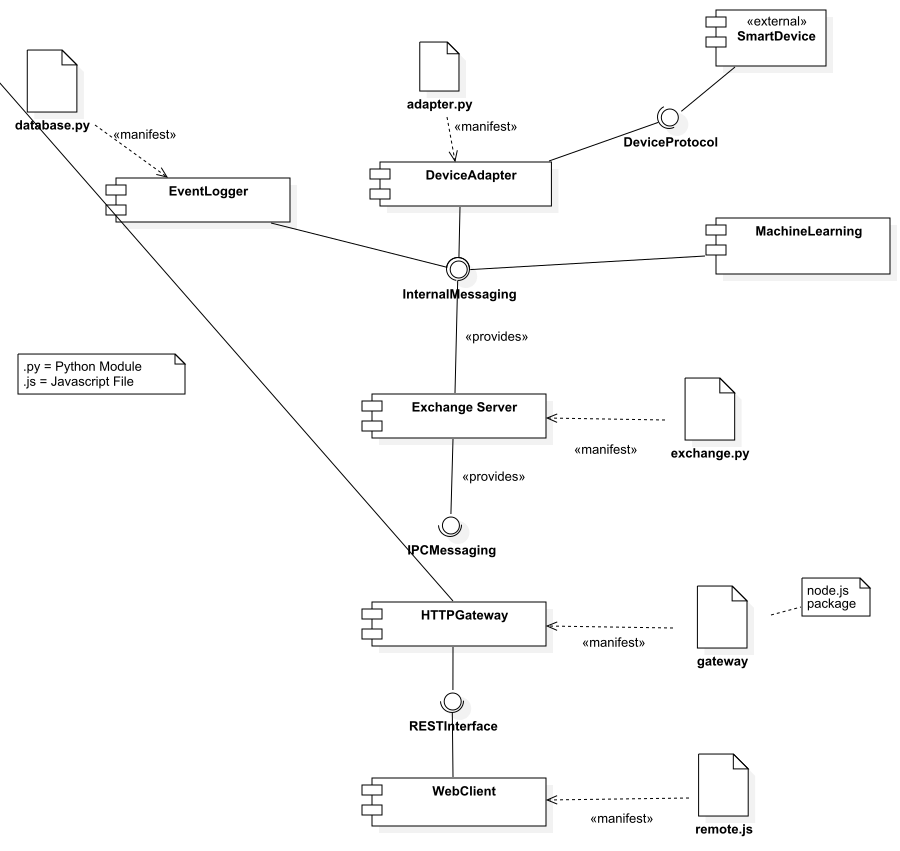 «external»
SmartDevice
adapter.py
database.py
«manifest»
«manifest»
DeviceProtocol
DeviceAdapter
EventLogger
MachineLearning
InternalMessaging
«provides»
.py = Python Module
.js = Javascript File
Exchange Server
«manifest»
exchange.py
«provides»
IPCMessaging
node.js
package
HTTPGateway
«manifest»
gateway
RESTInterface
WebClient
«manifest»
remote.js